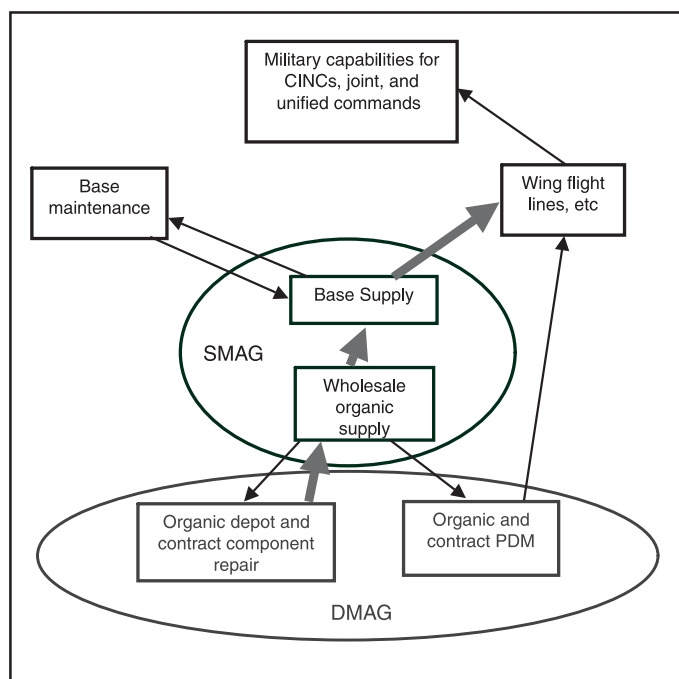 Military capabilities for
CINCs, joint, and
unified commands
Base
maintenance
Wing flight
lines, etc
Base Supply
SMAG
Wholesale
organic
supply
Organic depot and
contract component
repair
Organic and
contract PDM
DMAG